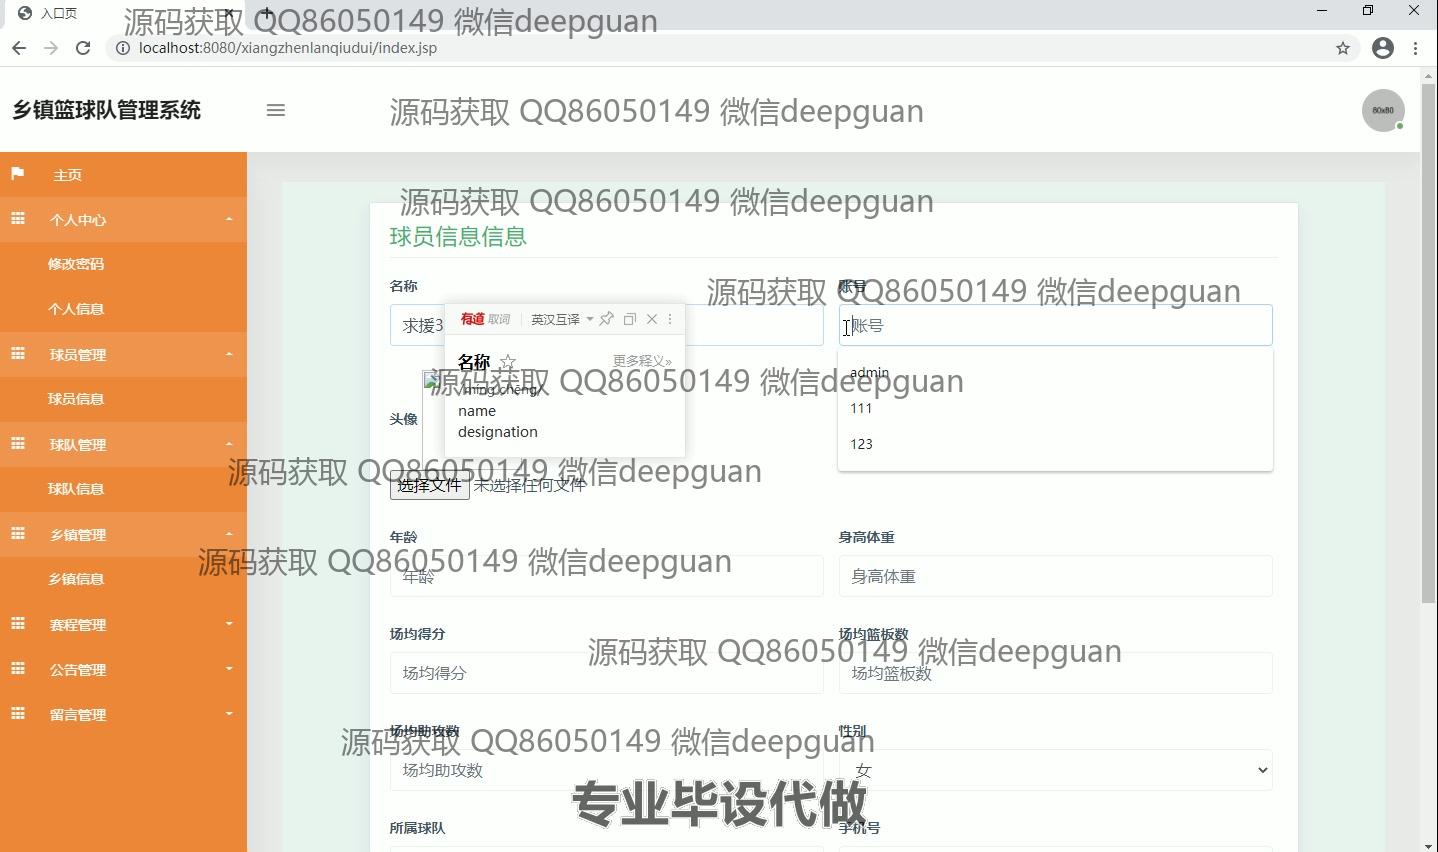 入口页
源码获取 QQ86050149 微信deepguan
localhost:8080/xiangzhenlanqiudui/index.jsp
乡镇篮球队管理系统
源码获取 QQ86050149 微信deepguan
80x80
主页
个人中心
修改密码
个人信息
球员管理
球员信息
球队管理
球队信息
乡镇管理
乡镇信息
赛程管理
公告管理
留言管理
源码获取 QQ86050149 微信deepguan
球员信息信息
名称
账号
源码获取 QQ86050149 微信deepguan
求援3
账号
有道 取词 英汉互译
名称 更多释义»
ming cheng
name
designation
admin
111
123
源码获取 QQ86050149 微信deepguan
头像
源码获取 QQ86050149 微信deepguan
选择文件 未选择任何文件
年龄
身高体重
源码获取 QQ86050149 微信deepguan
年龄
身高体重
场均得分
场均篮板数
源码获取 QQ86050149 微信deepguan
场均得分
场均篮板数
场均助攻数
性别
源码获取 QQ86050149 微信deepguan
场均助攻数
女
专业毕设代做
所属球队
手机号